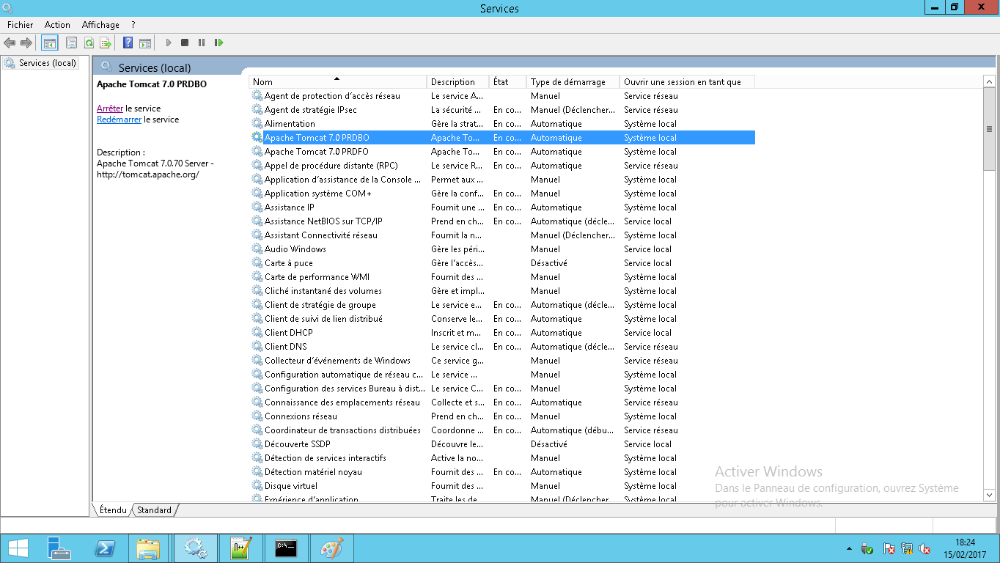 Services
Fichier Action Affichage ?
Services (local)
Services (local)
Apache Tomcat 7.0 PRDBO
Arrêter le service
Redémarrer le service
Description :
Apache Tomcat 7.0.70 Server -
http://tomcat.apache.org/
Nom Description État Type de démarrage Ouvrir une session en tant que
Agent de protection d'accès réseau Le service A... Manuel Service réseau
Agent de stratégie IPsec La sécurité ... En co... Manuel (Déclencher... Service réseau
Alimentation Gère la strat... En co... Automatique Système local
Apache Tomcat 7.0 PRDBO Apache To... En co... Automatique Système local
Apache Tomcat 7.0 PRDFO Apache To... En co... Automatique Système local
Appel de procédure distante (RPC) Le service R... En co... Automatique Service réseau
Application d'assistance de la Console ... Permet aux ... Manuel Système local
Application système COM+ Gère la conf... En co... Manuel Système local
Assistance IP Fournit une ... En co... Automatique Système local
Assistance NetBIOS sur TCP/IP Prend en ch... En co... Automatique (décle... Service local
Assistant Connectivité réseau Fournit la n... Manuel (Déclencher... Système local
Audio Windows Gère les péri... Manuel Service local
Carte à puce Gère l'accès... Désactivé Service local
Carte de performance WMI Fournit des ... Manuel Système local
Cliché instantané des volumes Gère et impl... Manuel Système local
Client de stratégie de groupe Le service e... En co... Automatique (décle... Système local
Client de suivi de lien distribué Conserve le... En co... Automatique Système local
Client DHCP Inscrit et m... En co... Automatique Service local
Client DNS Le service cl... En co... Automatique (décle... Service réseau
Collecteur d'événements de Windows Ce service g... Manuel Service réseau
Configuration automatique de réseau c... Le service ... Manuel Système local
Configuration des services Bureau à dist... Le service C... En co... Manuel Système local
Connaissance des emplacements réseau Collecte et s... En co... Automatique Service réseau
Connexions réseau Prend en ch... En co... Manuel Système local
Coordinateur de transactions distribuées Coordonne ... En co... Automatique (débu... Service réseau
Découverte SSDP Découvre le... Désactivé Service local
Détection de services interactifs Active la no... Manuel Système local
Détection matériel noyau Fournit des ... En co... Automatique Système local
Disque virtuel Fournit des ... Manuel Système local
Expérience d'application Traite les de... Manuel (Déclencher... Système local
Activer Windows
Dans le Panneau de configuration, ouvrez Système
pour activer Windows.
Étendu Standard
18:24
15/02/2017